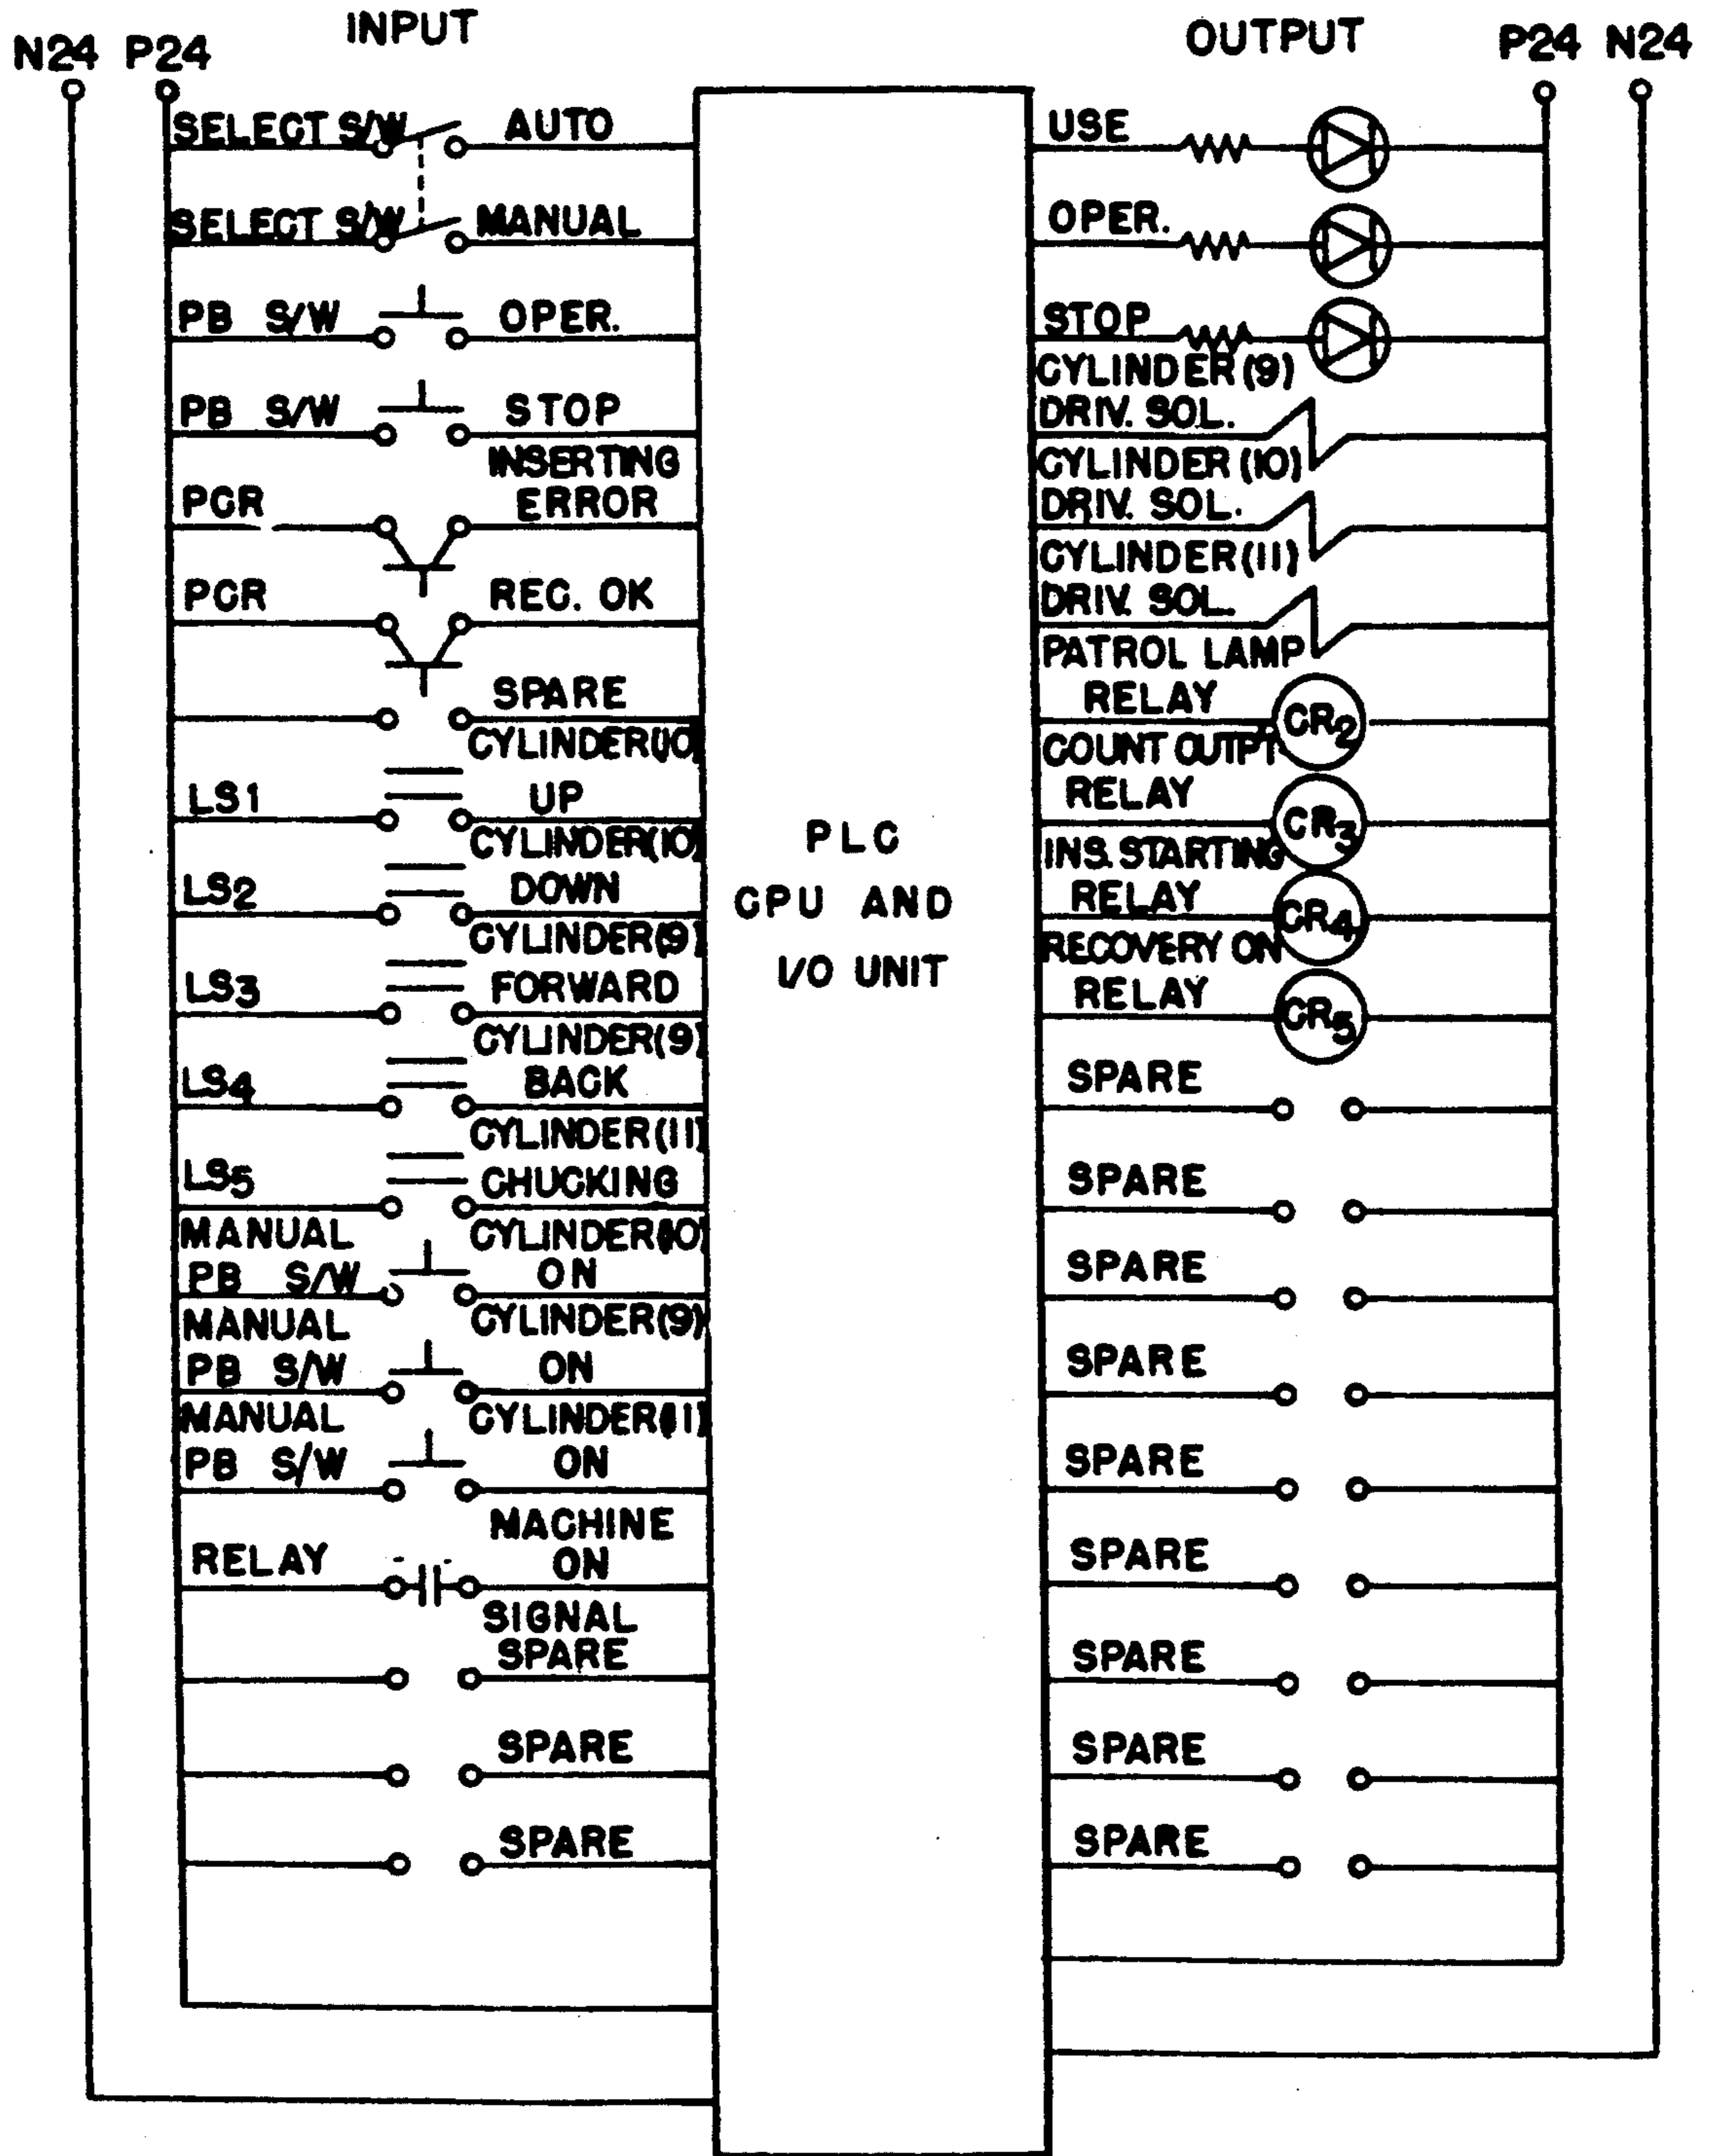 INPUT
OUTPUT
N24 P24
P24 N24
SELECT S/W AUTO
SELECT S/W MANUAL
PB S/W OPER.
PB S/W STOP
INSERTING
PCR ERROR
PCR REC. OK
SPARE
CYLINDER(10)
LS1 UP
CYLINDER(10)
LS2 DOWN
CYLINDER(9)
LS3 FORWARD
CYLINDER(9)
LS4 BACK
CYLINDER(11)
LS5 CHUCKING
MANUAL CYLINDER(10)
PB S/W ON
MANUAL CYLINDER(9)
PB S/W ON
MANUAL CYLINDER(11)
PB S/W ON
MACHINE
RELAY ON
SIGNAL
SPARE
SPARE
SPARE
PLC
CPU AND
I/O UNIT
USE
OPER.
STOP
CYLINDER(9)
DRIV. SOL.
CYLINDER(10)
DRIV. SOL.
CYLINDER(11)
DRIV. SOL.
PATROL LAMP
RELAY CR2
COUNT OUTPT
RELAY CR3
INS. STARTING
RELAY CR4
RECOVERY ON
RELAY CR5
SPARE
SPARE
SPARE
SPARE
SPARE
SPARE
SPARE
SPARE
SPARE